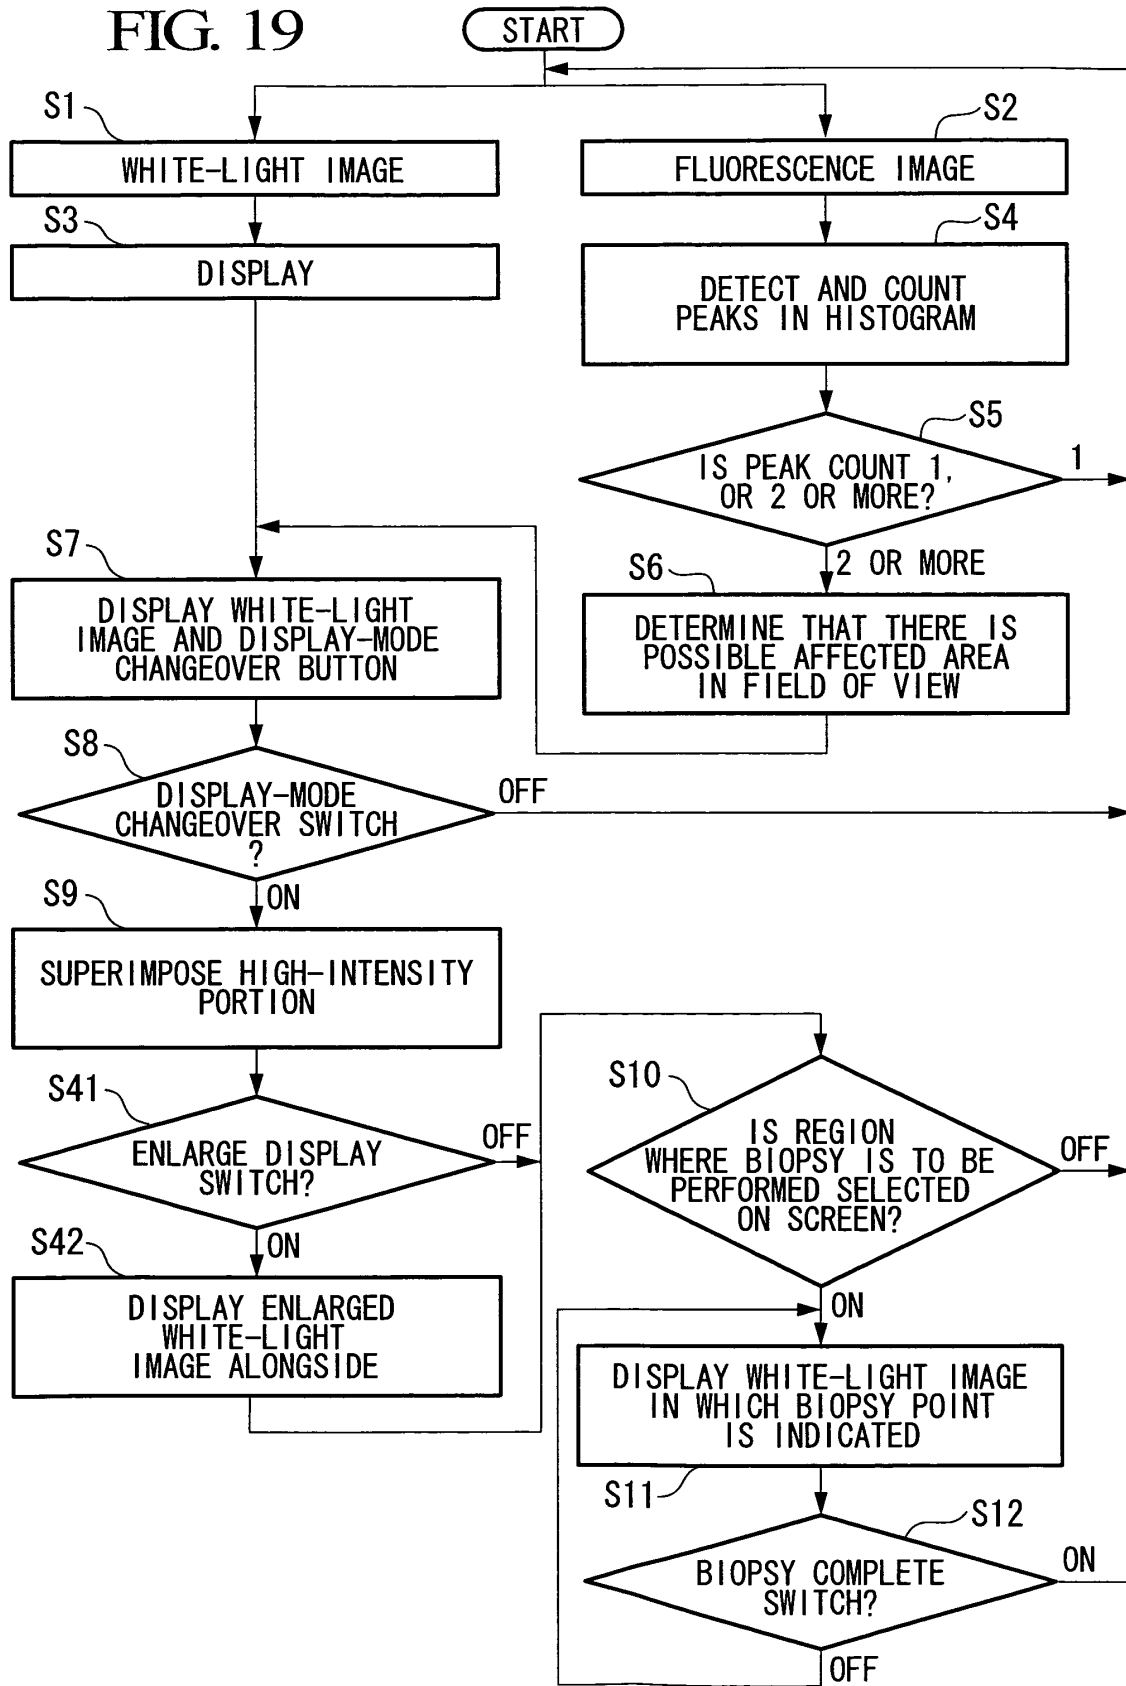 FIG. 19
START
S1
WHITE-LIGHT IMAGE
S2
FLUORESCENCE IMAGE
S3
DISPLAY
S4
DETECT AND COUNT
PEAKS IN HISTOGRAM
S5
IS PEAK COUNT 1,
OR 2 OR MORE?
1
2 OR MORE
S6
DETERMINE THAT THERE IS
POSSIBLE AFFECTED AREA
IN FIELD OF VIEW
S7
DISPLAY WHITE-LIGHT
IMAGE AND DISPLAY-MODE
CHANGEOVER BUTTON
S8
DISPLAY-MODE
CHANGEOVER SWITCH
?
OFF
ON
S9
SUPERIMPOSE HIGH-INTENSITY
PORTION
S41
ENLARGE DISPLAY
SWITCH?
OFF
ON
S42
DISPLAY ENLARGED
WHITE-LIGHT
IMAGE ALONGSIDE
S10
IS REGION
WHERE BIOPSY IS TO BE
PERFORMED SELECTED
ON SCREEN?
OFF
ON
DISPLAY WHITE-LIGHT IMAGE
IN WHICH BIOPSY POINT
IS INDICATED
S11
S12
BIOPSY COMPLETE
SWITCH?
ON
OFF